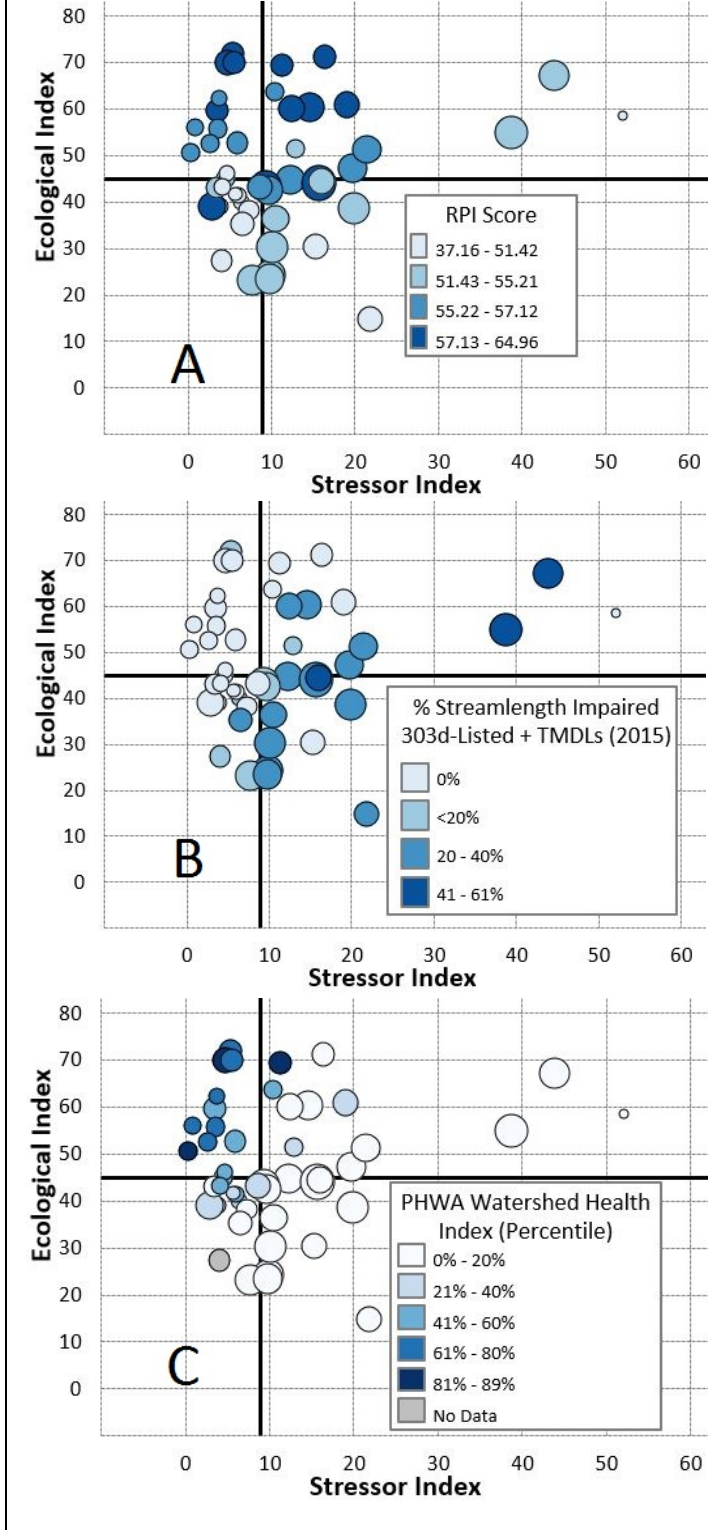 80
70
60
50
40
30
20
10
0
Ecological Index
RPI Score
37.16 - 51.42
51.43 - 55.21
55.22 - 57.12
57.13 - 64.96
A
0 10 20 30 40 50 60
Stressor Index
80
70
60
50
40
30
20
10
0
Ecological Index
% Streamlength Impaired
303d-Listed + TMDLs (2015)
0%
<20%
20 - 40%
41 - 61%
B
0 10 20 30 40 50 60
Stressor Index
80
70
60
50
40
30
20
10
0
Ecological Index
PHWA Watershed Health
Index (Percentile)
0% - 20%
21% - 40%
41% - 60%
61% - 80%
81% - 89%
No Data
C
0 10 20 30 40 50 60
Stressor Index